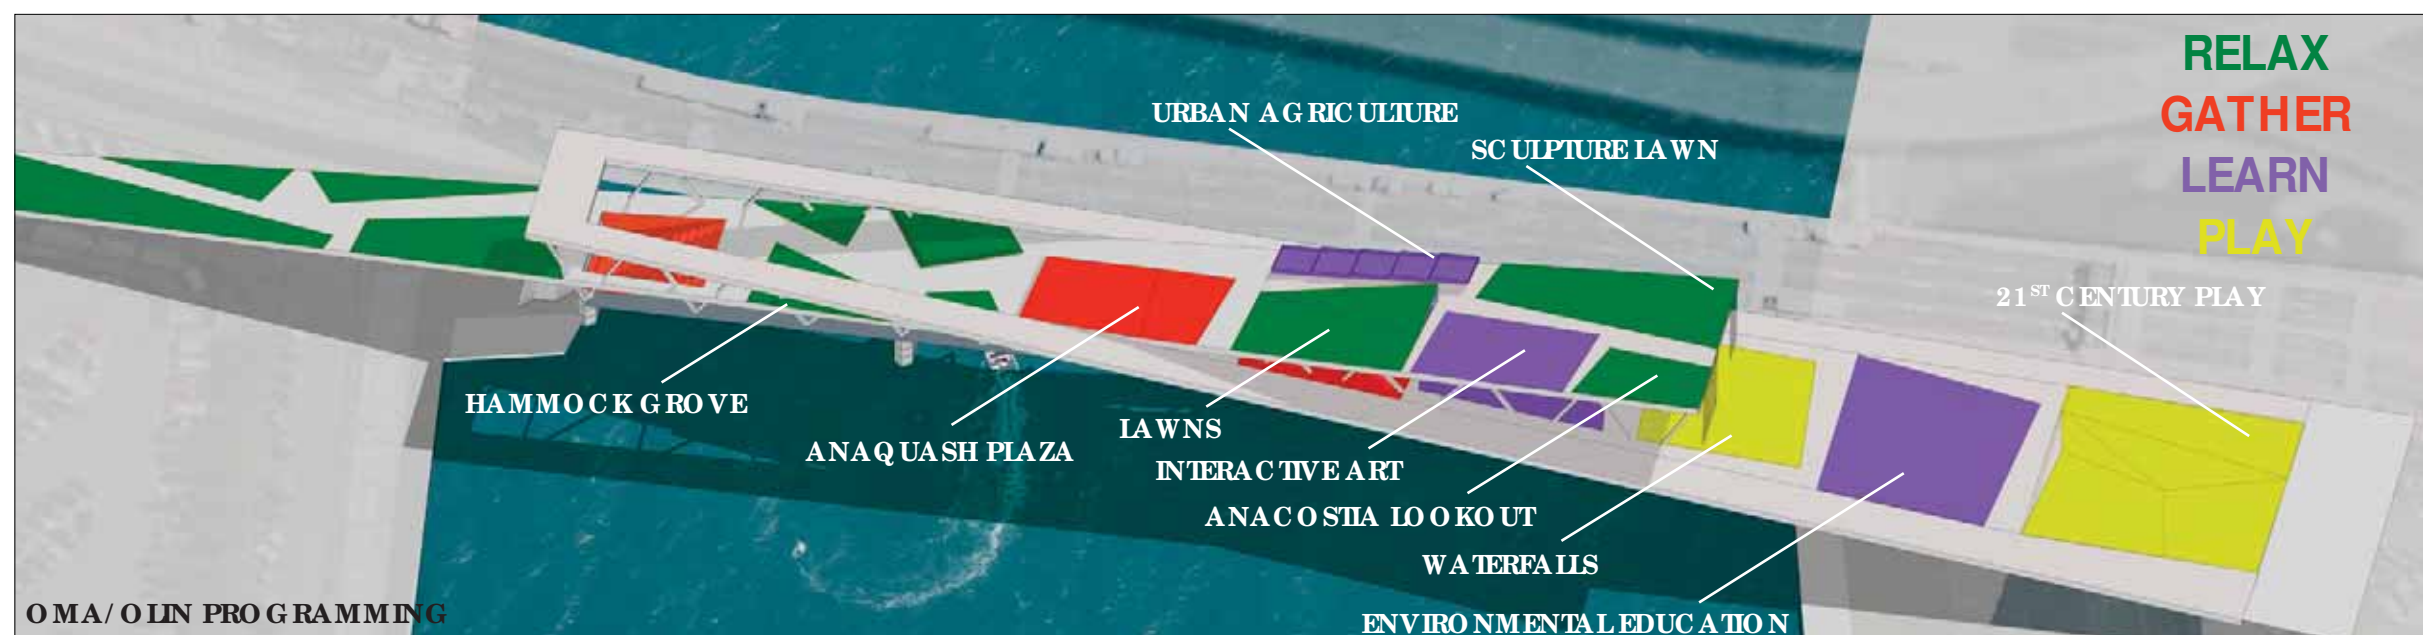 RELAX
GATHER
LEARN
PLAY
URBAN AGRICULTURE
SCULPTURE LAWN
21ST CENTURY PLAY
HAMMOCK GROVE
ANAQUASH PLAZA
LAWNS
INTERACTIVE ART
ANACOSTIA LOOKOUT
WATERFALLS
ENVIRONMENTAL EDUCATION
OMA/OLIN PROGRAMMING